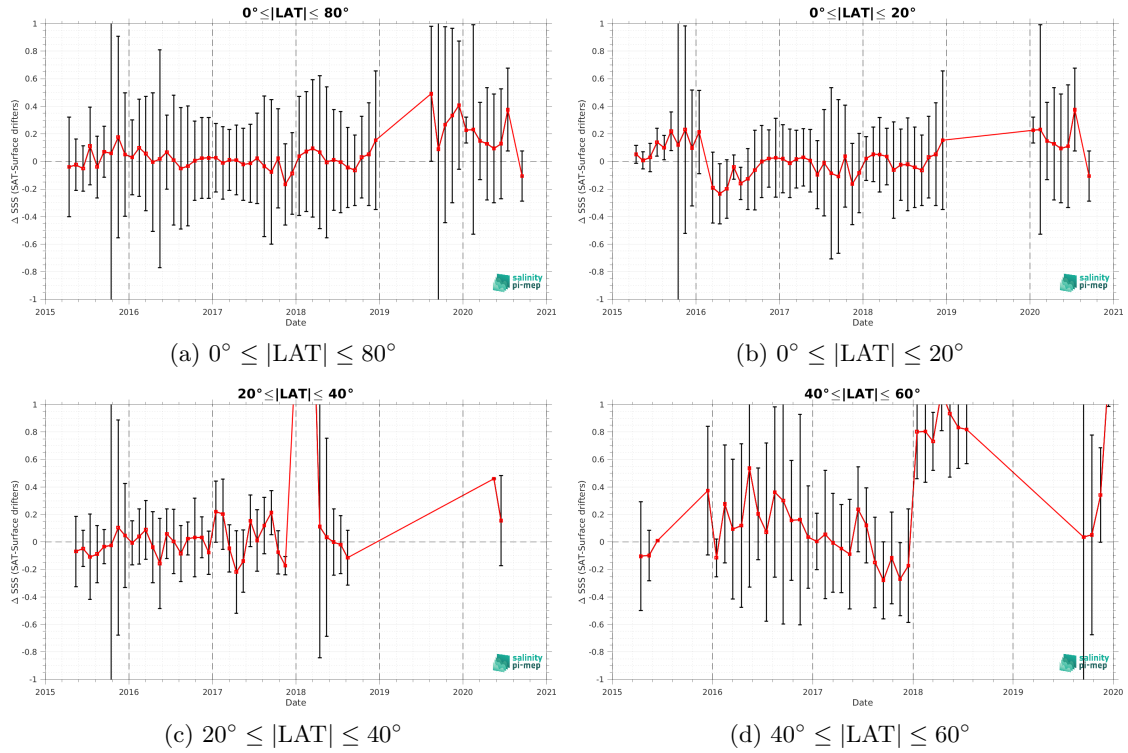 0°≤|LAT|≤ 80°
Δ SSS (SAT-Surface drifters)
1
0.8
0.6
0.4
0.2
0
-0.2
-0.4
-0.6
-0.8
-1
2015
2016
2017
2018
2019
2020
2021
Date
salinity
pi-mep
(a) 0° ≤ |LAT| ≤ 80°
0°≤|LAT|≤ 20°
Δ SSS (SAT-Surface drifters)
1
0.8
0.6
0.4
0.2
0
-0.2
-0.4
-0.6
-0.8
-1
2015
2016
2017
2018
2019
2020
2021
Date
salinity
pi-mep
(b) 0° ≤ |LAT| ≤ 20°
20°≤|LAT|≤ 40°
Δ SSS (SAT-Surface drifters)
1
0.8
0.6
0.4
0.2
0
-0.2
-0.4
-0.6
-0.8
-1
2015
2016
2017
2018
2019
2020
2021
Date
salinity
pi-mep
(c) 20° ≤ |LAT| ≤ 40°
40°≤|LAT|≤ 60°
Δ SSS (SAT-Surface drifters)
1
0.8
0.6
0.4
0.2
0
-0.2
-0.4
-0.6
-0.8
-1
2015
2016
2017
2018
2019
2020
Date
salinity
pi-mep
(d) 40° ≤ |LAT| ≤ 60°